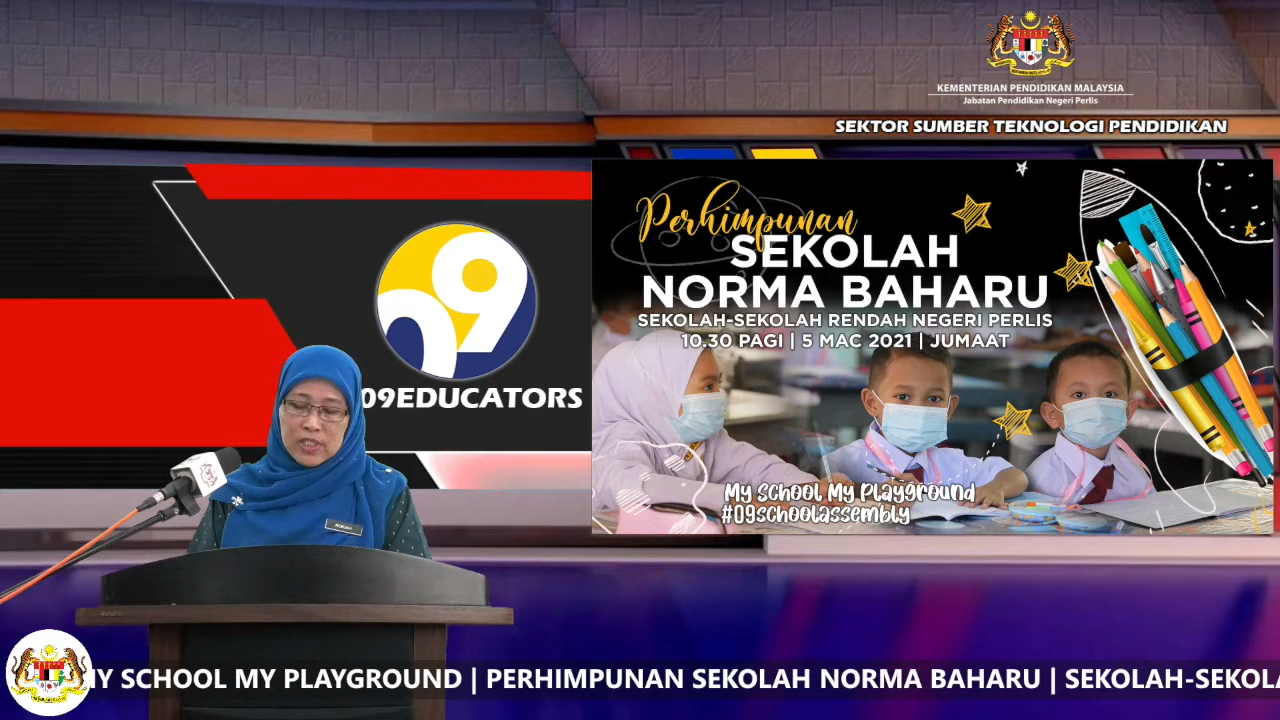 KEMENTERIAN PENDIDIKAN MALAYSIA
Jabatan Pendidikan Negeri Perlis
SEKTOR SUMBER TEKNOLOGI PENDIDIKAN
Perhimpunan
SEKOLAH
NORMA BAHARU
SEKOLAH-SEKOLAH RENDAH NEGERI PERLIS
10.30 PAGI | 5 MAC 2021 | JUMAAT
My School My Playground
#09schoolassembly
09
09EDUCATORS
MY SCHOOL MY PLAYGROUND | PERHIMPUNAN SEKOLAH NORMA BAHARU | SEKOLAH-SEKOLA